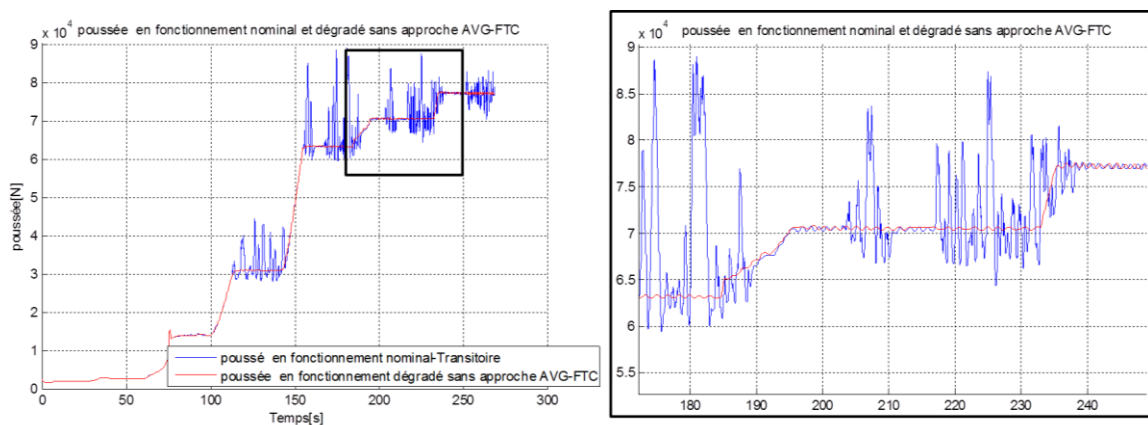 x 10⁴ poussée en fonctionnement nominal et dégradé sans approche AVG-FTC
9
8
7
6
5
4
3
2
1
0
poussée[N]
poussé en fonctionnement nominal-Transitoire
poussée en fonctionnement dégradé sans approche AVG-FTC
0 50 100 150 200 250 300
Temps[s]
x 10⁴ poussée en fonctionnement nominal et dégradé sans approche AVG-FTC
9
8.5
8
7.5
7
6.5
6
5.5
180 190 200 210 220 230 240